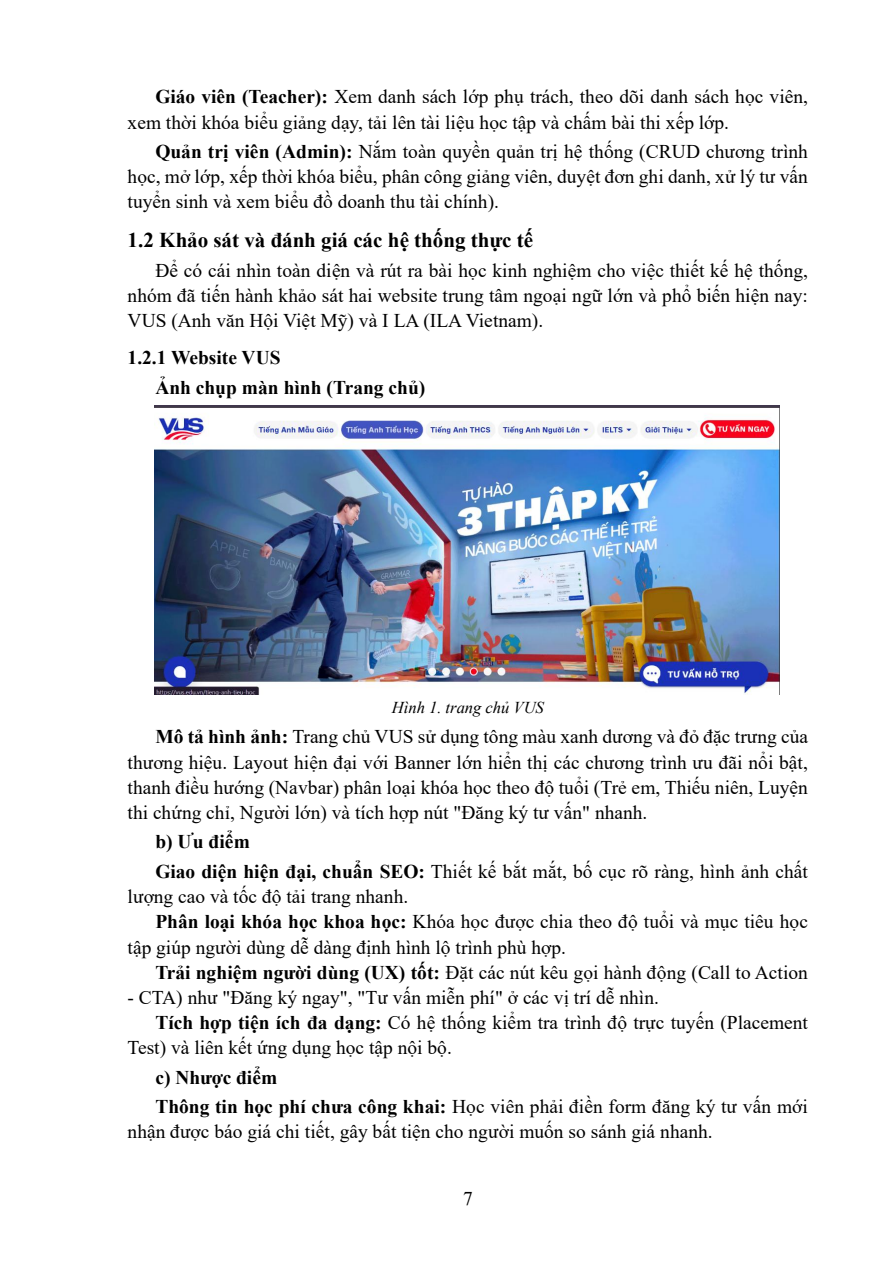 Giáo viên (Teacher): Xem danh sách lớp phụ trách, theo dõi danh sách học viên,
xem thời khóa biểu giảng dạy, tải lên tài liệu học tập và chấm bài thi xếp lớp.
Quản trị viên (Admin): Nắm toàn quyền quản trị hệ thống (CRUD chương trình
học, mở lớp, xếp thời khóa biểu, phân công giảng viên, duyệt đơn ghi danh, xử lý tư vấn
tuyển sinh và xem biểu đồ doanh thu tài chính).
1.2 Khảo sát và đánh giá các hệ thống thực tế
Để có cái nhìn toàn diện và rút ra bài học kinh nghiệm cho việc thiết kế hệ thống,
nhóm đã tiến hành khảo sát hai website trung tâm ngoại ngữ lớn và phổ biến hiện nay:
VUS (Anh văn Hội Việt Mỹ) và I LA (ILA Vietnam).
1.2.1 Website VUS
Ảnh chụp màn hình (Trang chủ)
VUS
Tiếng Anh Mẫu Giáo Tiếng Anh Tiểu Học Tiếng Anh THCS Tiếng Anh Người Lớn IELTS Giới Thiệu TƯ VẤN NGAY
TỰ HÀO
3 THẬP KỶ
NÂNG BƯỚC CÁC THẾ HỆ TRẺ
VIỆT NAM
1997
APPLE
BANANA
GRAMMAR
TƯ VẤN HỖ TRỢ
https://vus.edu.vn/tieng-anh-tieu-hoc
Hình 1. trang chủ VUS
Mô tả hình ảnh: Trang chủ VUS sử dụng tông màu xanh dương và đỏ đặc trưng của
thương hiệu. Layout hiện đại với Banner lớn hiển thị các chương trình ưu đãi nổi bật,
thanh điều hướng (Navbar) phân loại khóa học theo độ tuổi (Trẻ em, Thiếu niên, Luyện
thi chứng chỉ, Người lớn) và tích hợp nút "Đăng ký tư vấn" nhanh.
b) Ưu điểm
Giao diện hiện đại, chuẩn SEO: Thiết kế bắt mắt, bố cục rõ ràng, hình ảnh chất
lượng cao và tốc độ tải trang nhanh.
Phân loại khóa học khoa học: Khóa học được chia theo độ tuổi và mục tiêu học
tập giúp người dùng dễ dàng định hình lộ trình phù hợp.
Trải nghiệm người dùng (UX) tốt: Đặt các nút kêu gọi hành động (Call to Action
- CTA) như "Đăng ký ngay", "Tư vấn miễn phí" ở các vị trí dễ nhìn.
Tích hợp tiện ích đa dạng: Có hệ thống kiểm tra trình độ trực tuyến (Placement
Test) và liên kết ứng dụng học tập nội bộ.
c) Nhược điểm
Thông tin học phí chưa công khai: Học viên phải điền form đăng ký tư vấn mới
nhận được báo giá chi tiết, gây bất tiện cho người muốn so sánh giá nhanh.
7